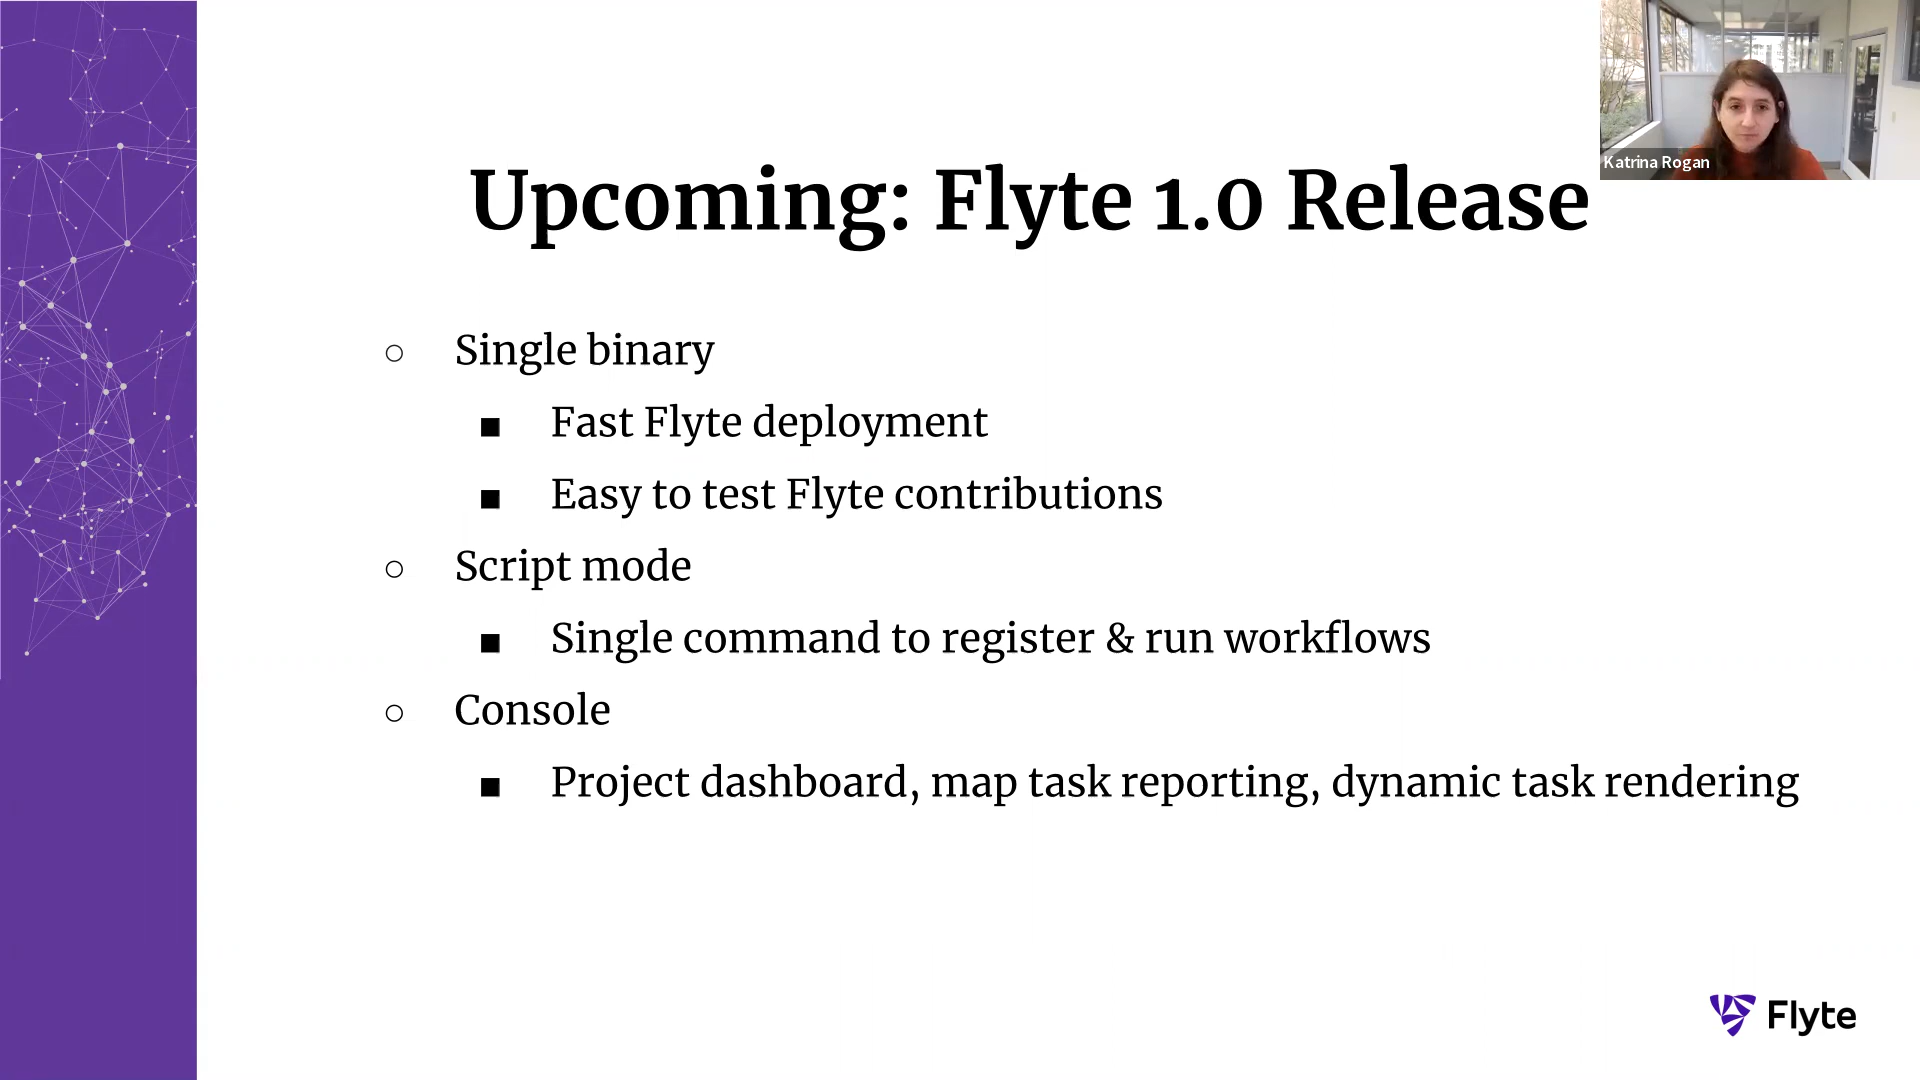 Katrina Rogan
Upcoming: Flyte 1.0 Release
○ Single binary
■ Fast Flyte deployment
■ Easy to test Flyte contributions
○ Script mode
■ Single command to register & run workflows
○ Console
■ Project dashboard, map task reporting, dynamic task rendering
Flyte